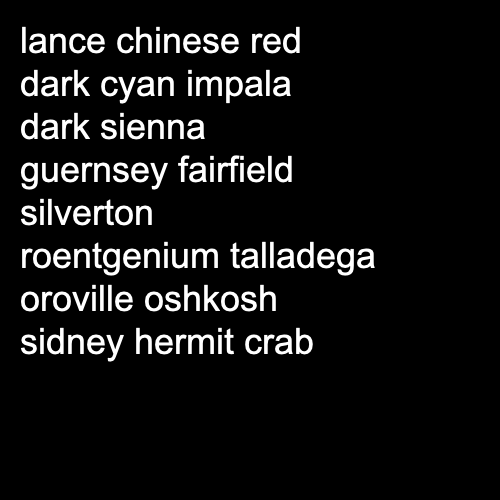 lance chinese red
dark cyan impala
dark sienna
guernsey fairfield
silverton
roentgenium talladega
oroville oshkosh
sidney hermit crab